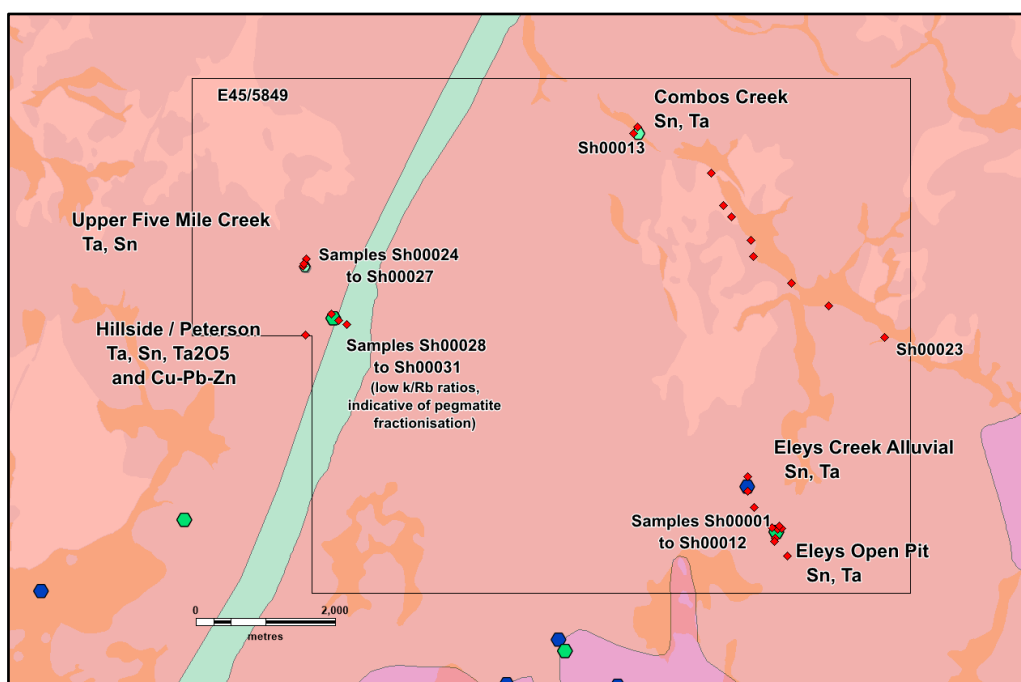 E45/5849
Combos Creek
Sn, Ta
Sh00013
Upper Five Mile Creek
Ta, Sn
Samples Sh00024
to Sh00027
Hillside / Peterson
Ta, Sn, Ta2O5
and Cu-Pb-Zn
Samples Sh00028
to Sh00031
(low k/Rb ratios,
indicative of pegmatite
fractionisation)
Sh00023
Eleys Creek Alluvial
Sn, Ta
Samples Sh00001
to Sh00012
Eleys Open Pit
Sn, Ta
0 2,000
metres